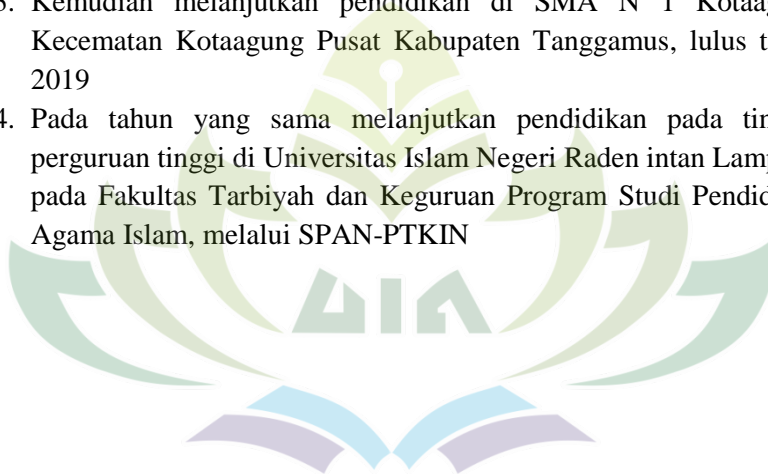 3. Kemudian melanjutkan pendidikan di SMA N 1 Kotaag
Kecematan Kotaagung Pusat Kabupaten Tanggamus, lulus t
2019
4. Pada tahun yang sama melanjutkan pendidikan pada tin
perguruan tinggi di Universitas Islam Negeri Raden intan Lam
pada Fakultas Tarbiyah dan Keguruan Program Studi Pendid
Agama Islam, melalui SPAN-PTKIN
UIN